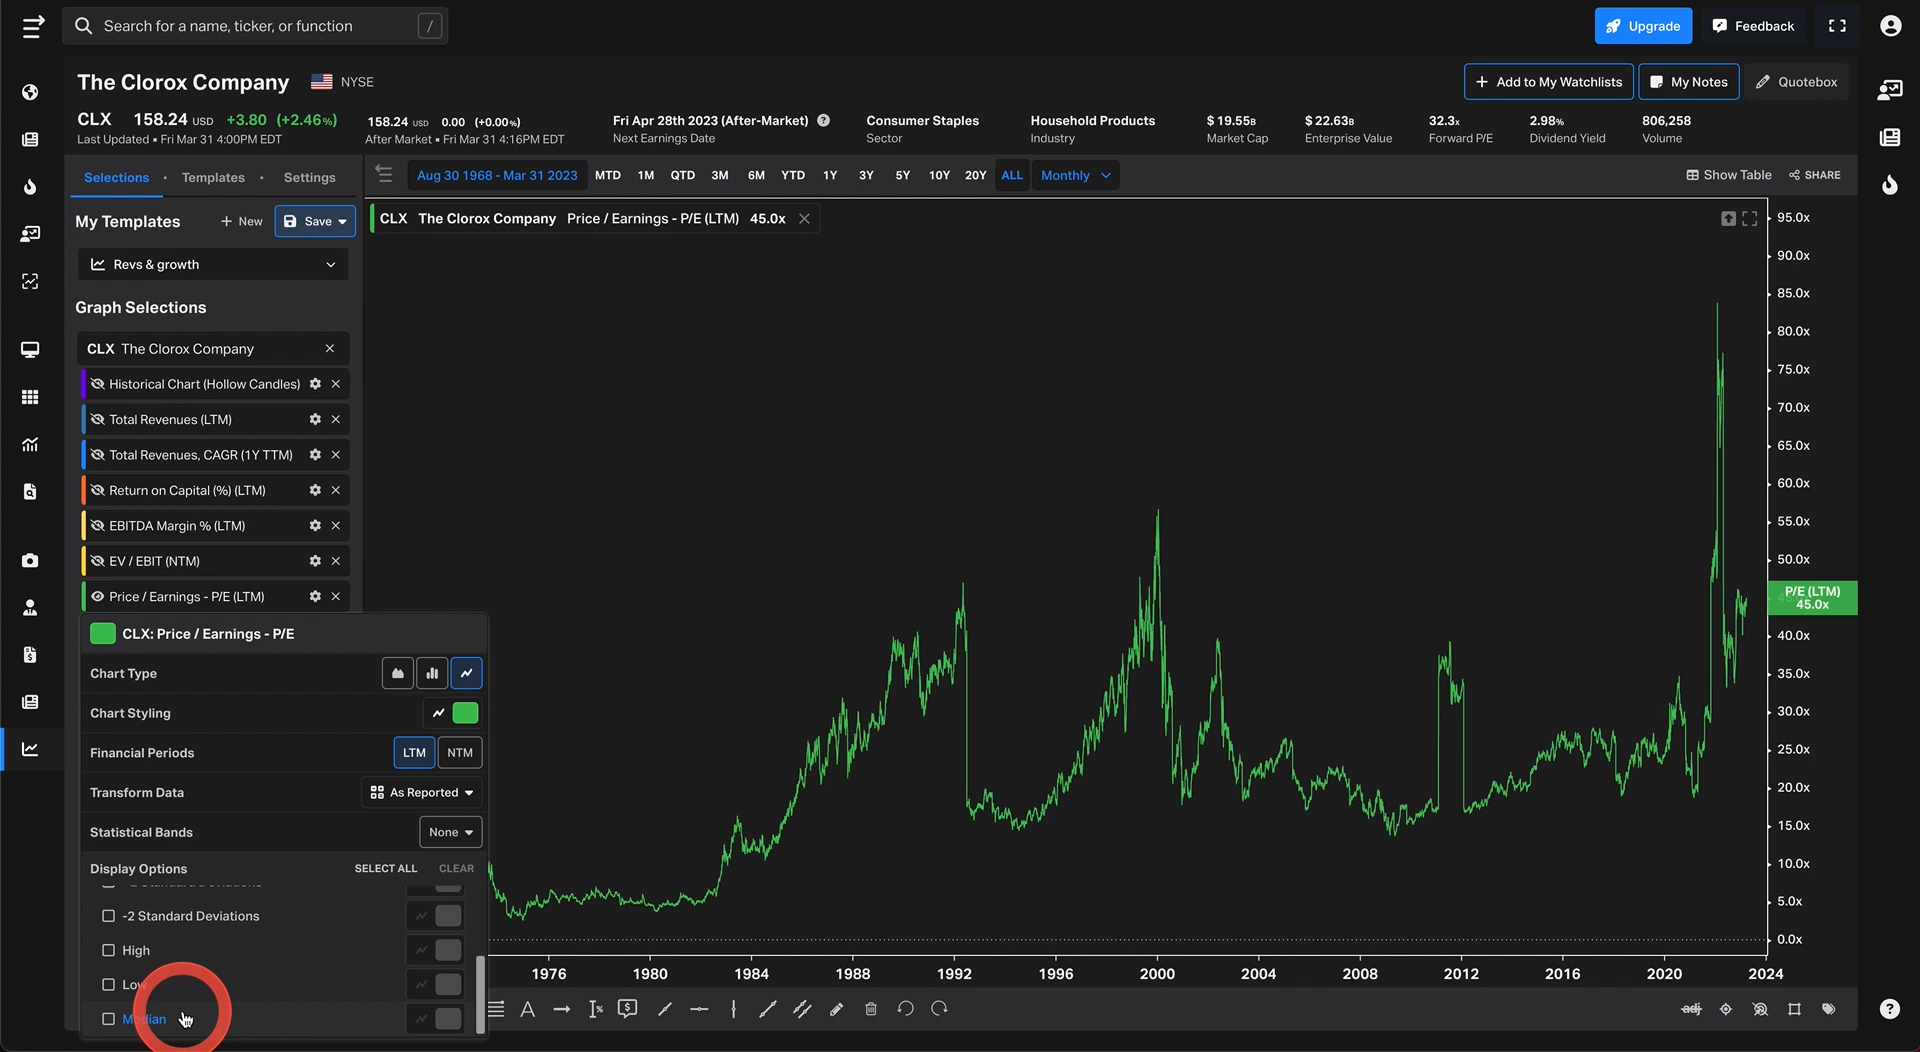 Search for a name, ticker, or function
/
Upgrade
Feedback
The Clorox Company
NYSE
Add to My Watchlists
My Notes
Quotebox
CLX 158.24 USD +3.80 (+2.46%)
Last Updated • Fri Mar 31 4:00PM EDT
158.24 USD 0.00 (+0.00%)
After Market • Fri Mar 31 4:16PM EDT
Fri Apr 28th 2023 (After-Market) ?
Next Earnings Date
Consumer Staples
Sector
Household Products
Industry
$ 19.55B
Market Cap
$ 22.63B
Enterprise Value
32.3x
Forward P/E
2.98%
Dividend Yield
806,258
Volume
Selections • Templates • Settings
Aug 30 1968 - Mar 31 2023
MTD 1M QTD 3M 6M YTD 1Y 3Y 5Y 10Y 20Y ALL Monthly
Show Table
SHARE
My Templates
+ New
Save
Revs & growth
Graph Selections
CLX The Clorox Company
Historical Chart (Hollow Candles)
Total Revenues (LTM)
Total Revenues, CAGR (1Y TTM)
Return on Capital (%) (LTM)
EBITDA Margin % (LTM)
EV / EBIT (NTM)
Price / Earnings - P/E (LTM)
CLX: Price / Earnings - P/E
Chart Type
Chart Styling
Financial Periods
LTM NTM
Transform Data
As Reported
Statistical Bands
None
Display Options
SELECT ALL CLEAR
-2 Standard Deviations
High
Low
Median
CLX The Clorox Company Price / Earnings - P/E (LTM) 45.0x
95.0x
90.0x
85.0x
80.0x
75.0x
70.0x
65.0x
60.0x
55.0x
50.0x
P/E (LTM)
45.0x
40.0x
35.0x
30.0x
25.0x
20.0x
15.0x
10.0x
5.0x
0.0x
1976 1980 1984 1988 1992 1996 2000 2004 2008 2012 2016 2020 2024
A
adj
?